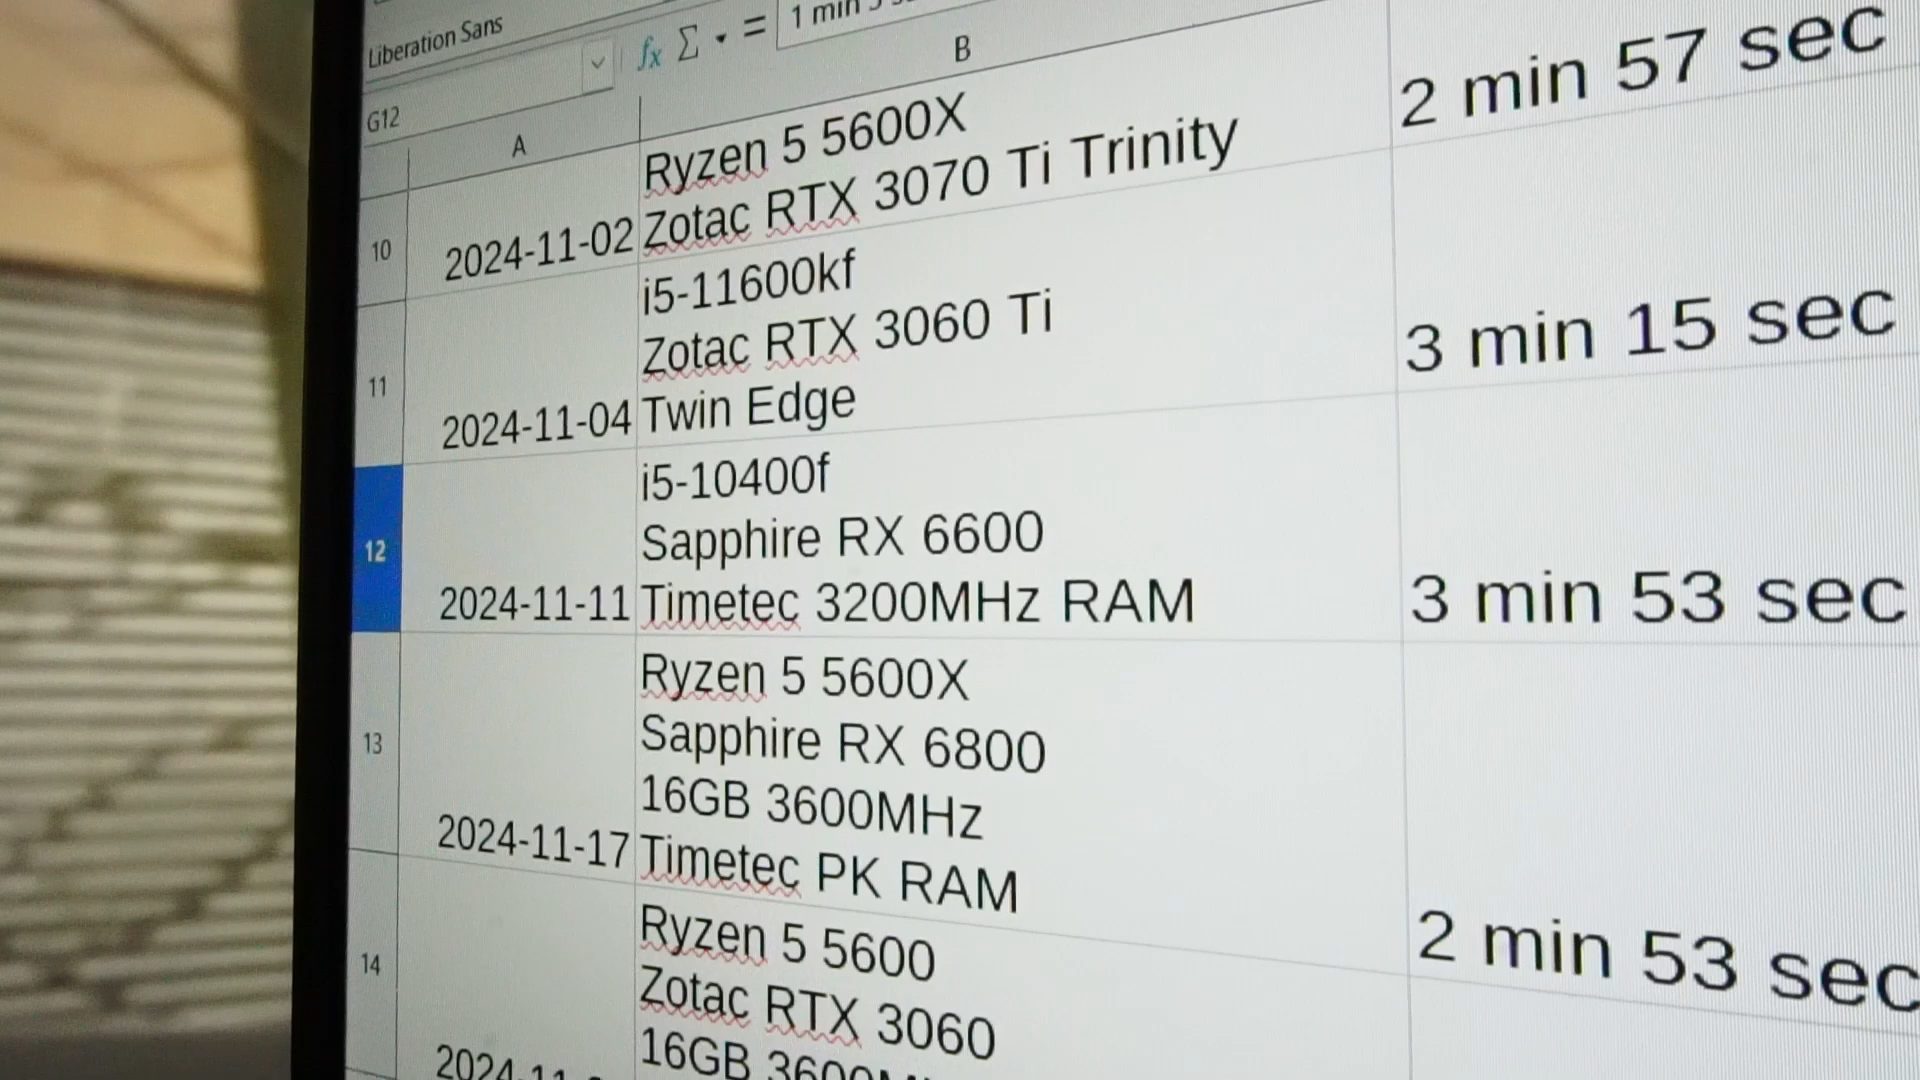 Liberation Sans
G12
fx Σ =
1 min
A
B
10
2024-11-02
Ryzen 5 5600X
Zotac RTX 3070 Ti Trinity
2 min 57 sec
11
2024-11-04
i5-11600kf
Zotac RTX 3060 Ti
Twin Edge
3 min 15 sec
12
2024-11-11
i5-10400f
Sapphire RX 6600
Timetec 3200MHz RAM
3 min 53 sec
13
2024-11-17
Ryzen 5 5600X
Sapphire RX 6800
16GB 3600MHz
Timetec PK RAM
2 min 53 sec
14
Ryzen 5 5600
Zotac RTX 3060
16GB